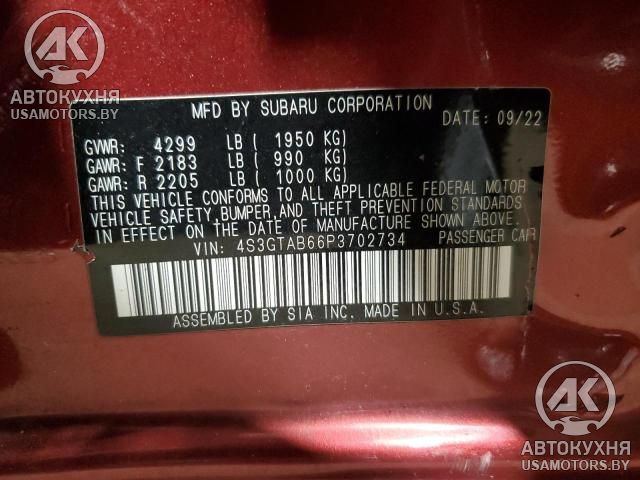 AK
АВТОКУХНЯ
USAMOTORS.BY
MFD BY SUBARU CORPORATION
DATE: 09/22
GVWR: 4299 LB ( 1950 KG)
GAWR: F 2183 LB ( 990 KG)
GAWR: R 2205 LB ( 1000 KG)
THIS VEHICLE CONFORMS TO ALL APPLICABLE FEDERAL MOTOR
VEHICLE SAFETY, BUMPER, AND THEFT PREVENTION STANDARDS
IN EFFECT ON THE DATE OF MANUFACTURE SHOWN ABOVE.
VIN: 4S3GTAB66P3702734 PASSENGER CAR
ASSEMBLED BY SIA INC. MADE IN U.S.A.
AK
АВТОКУХНЯ
USAMOTORS.BY